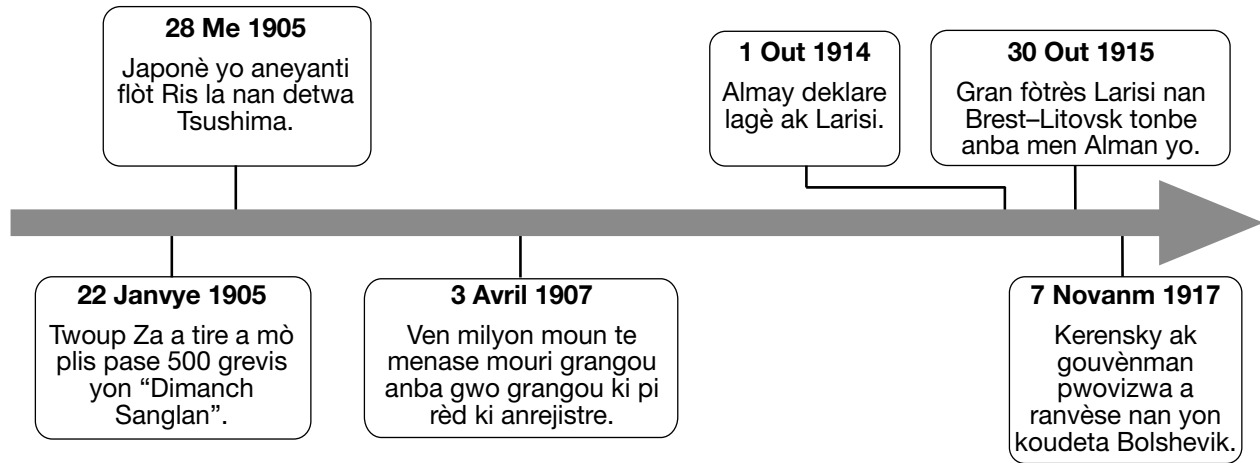 28 Me 1905
Japonè yo aneyanti
flòt Ris la nan detwa
Tsushima.
1 Out 1914
Almay deklare
lagè ak Larisi.
30 Out 1915
Gran fòtrès Larisi nan
Brest–Litovsk tonbe
anba men Alman yo.
22 Janvye 1905
Twoup Za a tire a mò
plis pase 500 grevis
yon “Dimanch
Sanglan”.
3 Avril 1907
Ven milyon moun te
menase mouri grangou
anba gwo grangou ki pi
rèd ki anrejistre.
7 Novanm 1917
Kerensky ak
gouvènman
pwovizwa a
ranvèse nan yon
koudeta Bolshevik.